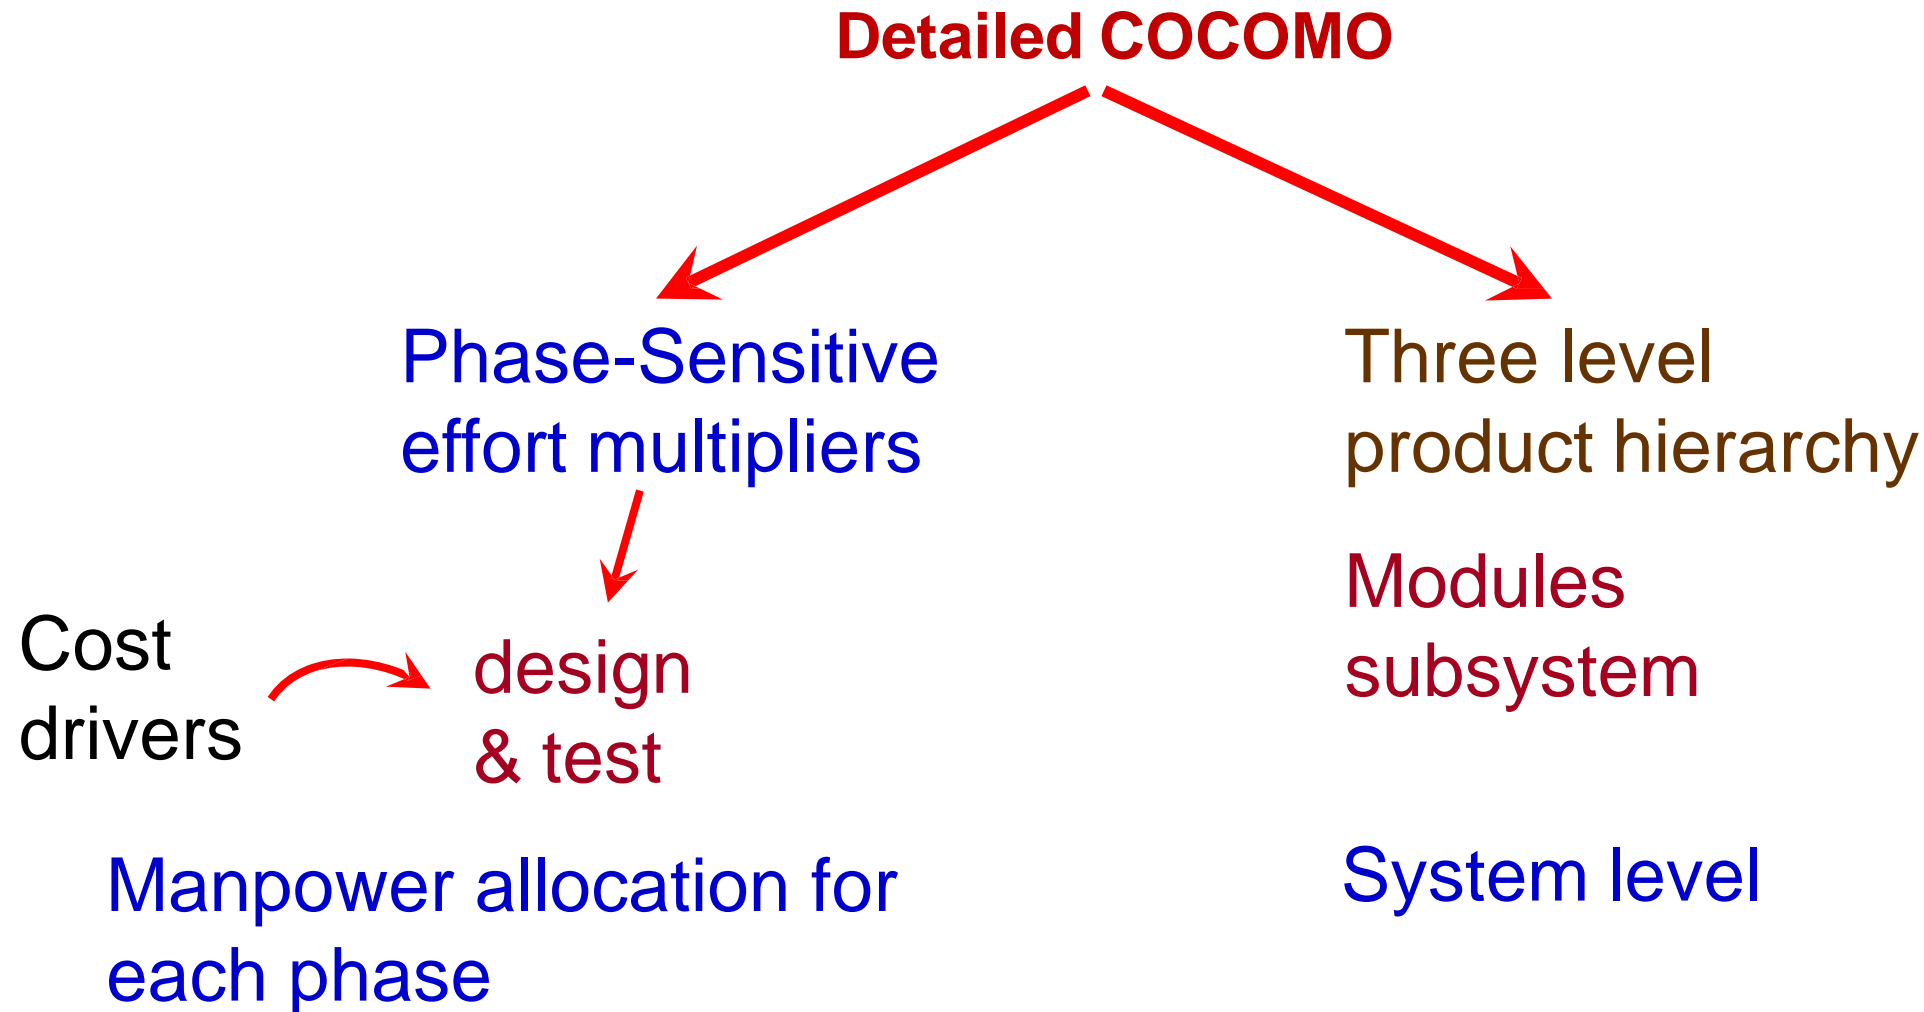 Detailed COCOMO
Phase-Sensitive
effort multipliers
Three level
product hierarchy
Modules
subsystem
Cost
drivers
design
& test
Manpower allocation for
each phase
System level